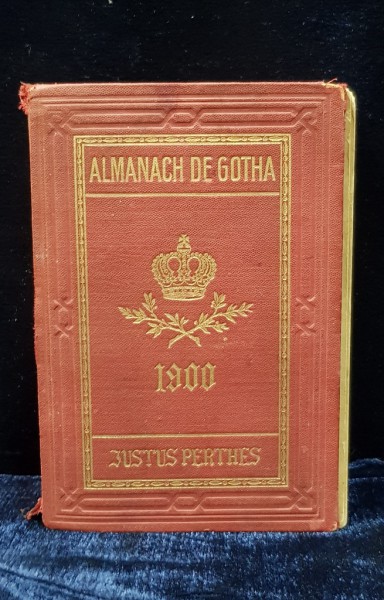 ALMANACH DE GOTHA
1900
JUSTUS PERTHES